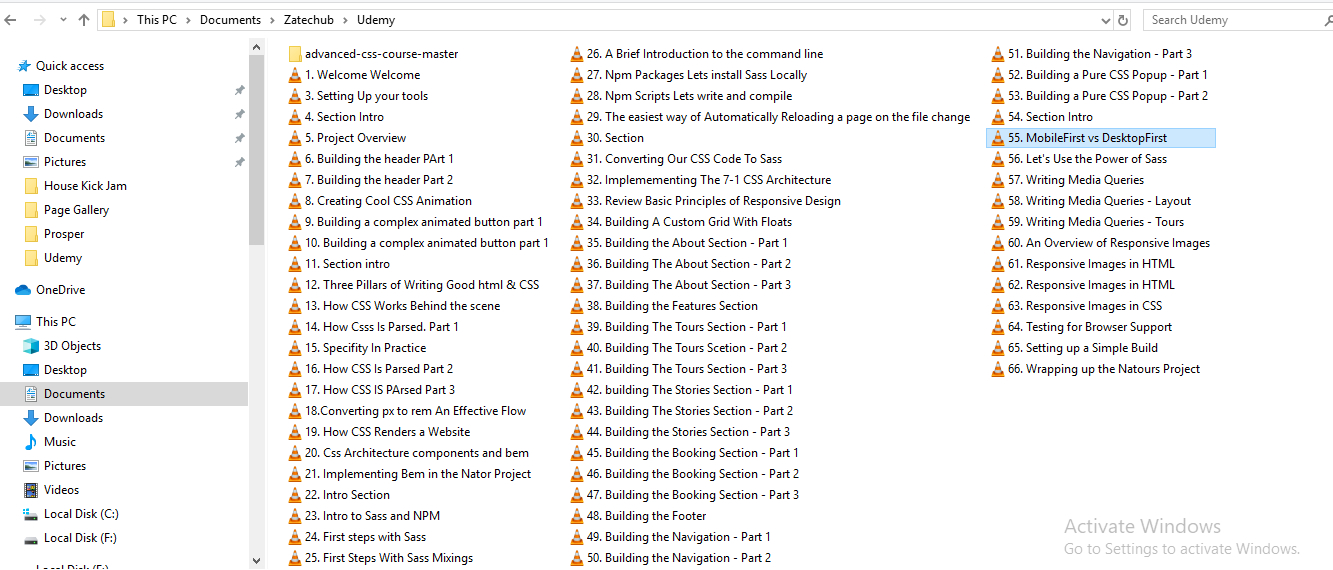 This PC > Documents > Zatechub > Udemy
Search Udemy
Quick access
Desktop
Downloads
Documents
Pictures
House Kick Jam
Page Gallery
Prosper
Udemy
OneDrive
This PC
3D Objects
Desktop
Documents
Downloads
Music
Pictures
Videos
Local Disk (C:)
Local Disk (F:)
advanced-css-course-master
1. Welcome Welcome
3. Setting Up your tools
4. Section Intro
5. Project Overview
6. Building the header PArt 1
7. Building the header Part 2
8. Creating Cool CSS Animation
9. Building a complex animated button part 1
10. Building a complex animated button part 1
11. Section intro
12. Three Pillars of Writing Good html & CSS
13. How CSS Works Behind the scene
14. How Csss Is Parsed. Part 1
15. Specifity In Practice
16. How CSS Is Parsed Part 2
17. How CSS IS PArsed Part 3
18.Converting px to rem An Effective Flow
19. How CSS Renders a Website
20. Css Architecture components and bem
21. Implementing Bem in the Nator Project
22. Intro Section
23. Intro to Sass and NPM
24. First steps with Sass
25. First Steps With Sass Mixings
26. A Brief Introduction to the command line
27. Npm Packages Lets install Sass Locally
28. Npm Scripts Lets write and compile
29. The easiest way of Automatically Reloading a page on the file change
30. Section
31. Converting Our CSS Code To Sass
32. Implemementing The 7-1 CSS Architecture
33. Review Basic Principles of Responsive Design
34. Building A Custom Grid With Floats
35. Building the About Section - Part 1
36. Building The About Section - Part 2
37. Building The About Section - Part 3
38. Building the Features Section
39. Building The Tours Section - Part 1
40. Building The Tours Scetion - Part 2
41. Building The Tours Section - Part 3
42. building The Stories Section - Part 1
43. Building The Stories Section - Part 2
44. Building the Stories Section - Part 3
45. Building the Booking Section - Part 1
46. Building the Booking Section - Part 2
47. Building the Booking Section - Part 3
48. Building the Footer
49. Building the Navigation - Part 1
50. Building the Navigation - Part 2
51. Building the Navigation - Part 3
52. Building a Pure CSS Popup - Part 1
53. Building a Pure CSS Popup - Part 2
54. Section Intro
55. MobileFirst vs DesktopFirst
56. Let's Use the Power of Sass
57. Writing Media Queries
58. Writing Media Queries - Layout
59. Writing Media Queries - Tours
60. An Overview of Responsive Images
61. Responsive Images in HTML
62. Responsive Images in HTML
63. Responsive Images in CSS
64. Testing for Browser Support
65. Setting up a Simple Build
66. Wrapping up the Natours Project
Activate Windows
Go to Settings to activate Windows.